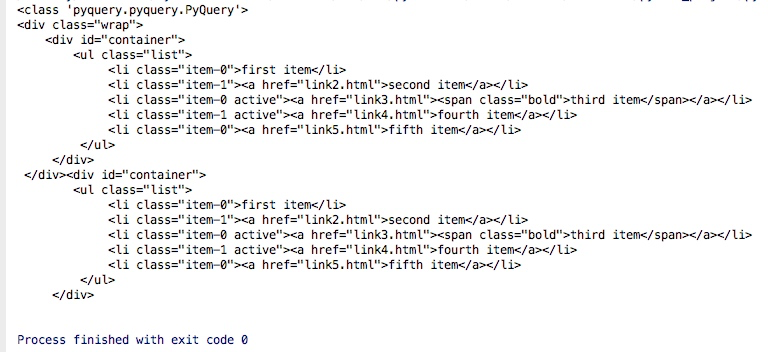 <class 'pyquery.pyquery.PyQuery'>
<div class="wrap">
    <div id="container">
        <ul class="list">
             <li class="item-0">first item</li>
             <li class="item-1"><a href="link2.html">second item</a></li>
             <li class="item-0 active"><a href="link3.html"><span class="bold">third item</span></a></li>
             <li class="item-1 active"><a href="link4.html">fourth item</a></li>
             <li class="item-0"><a href="link5.html">fifth item</a></li>
         </ul>
     </div>
 </div><div id="container">
        <ul class="list">
             <li class="item-0">first item</li>
             <li class="item-1"><a href="link2.html">second item</a></li>
             <li class="item-0 active"><a href="link3.html"><span class="bold">third item</span></a></li>
             <li class="item-1 active"><a href="link4.html">fourth item</a></li>
             <li class="item-0"><a href="link5.html">fifth item</a></li>
         </ul>
     </div>
Process finished with exit code 0